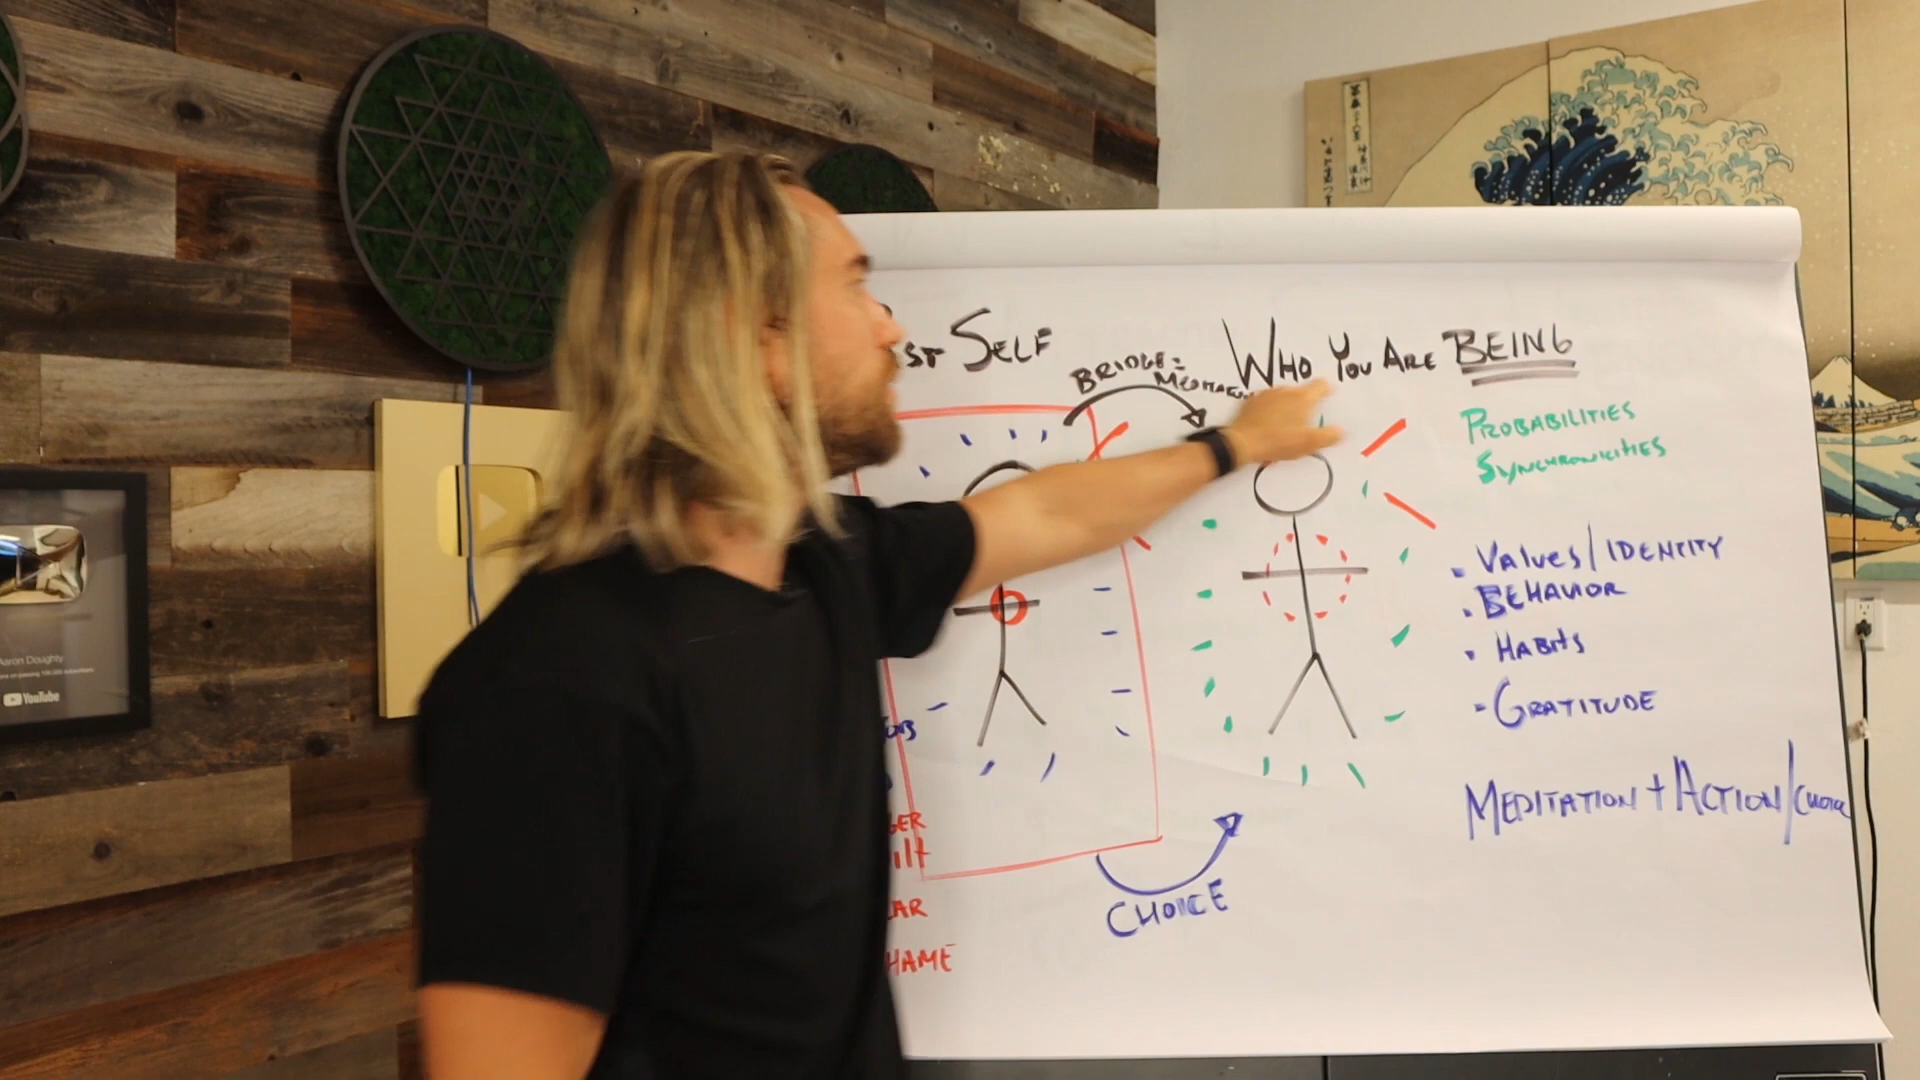 ST SELF
BRIDGE =
WHO YOU ARE BEING
PROBABILITIES
SYNCHRONICITIES
• VALUES/IDENTITY
• BEHAVIOR
• HABITS
• GRATITUDE
MEDITATION + ACTION/CHOICE
GER
ILT
AR
HAME
CHOICE
Aaron Doughty
YouTube